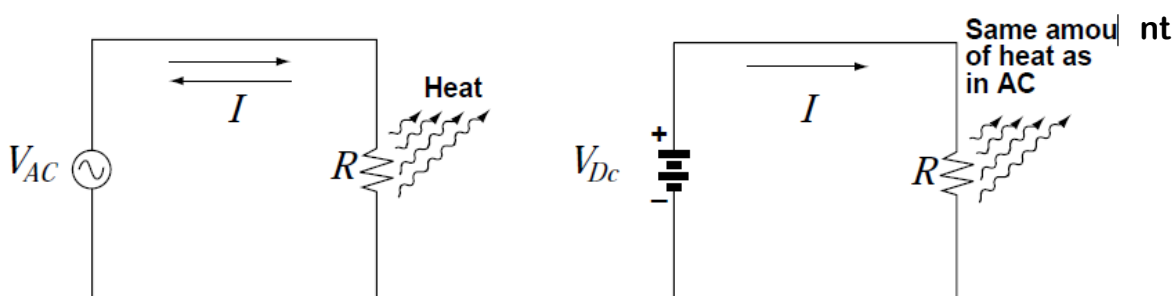 I
Heat
V_AC
R
Same amou nt
of heat as
in AC
I
+
V_Dc
R
–